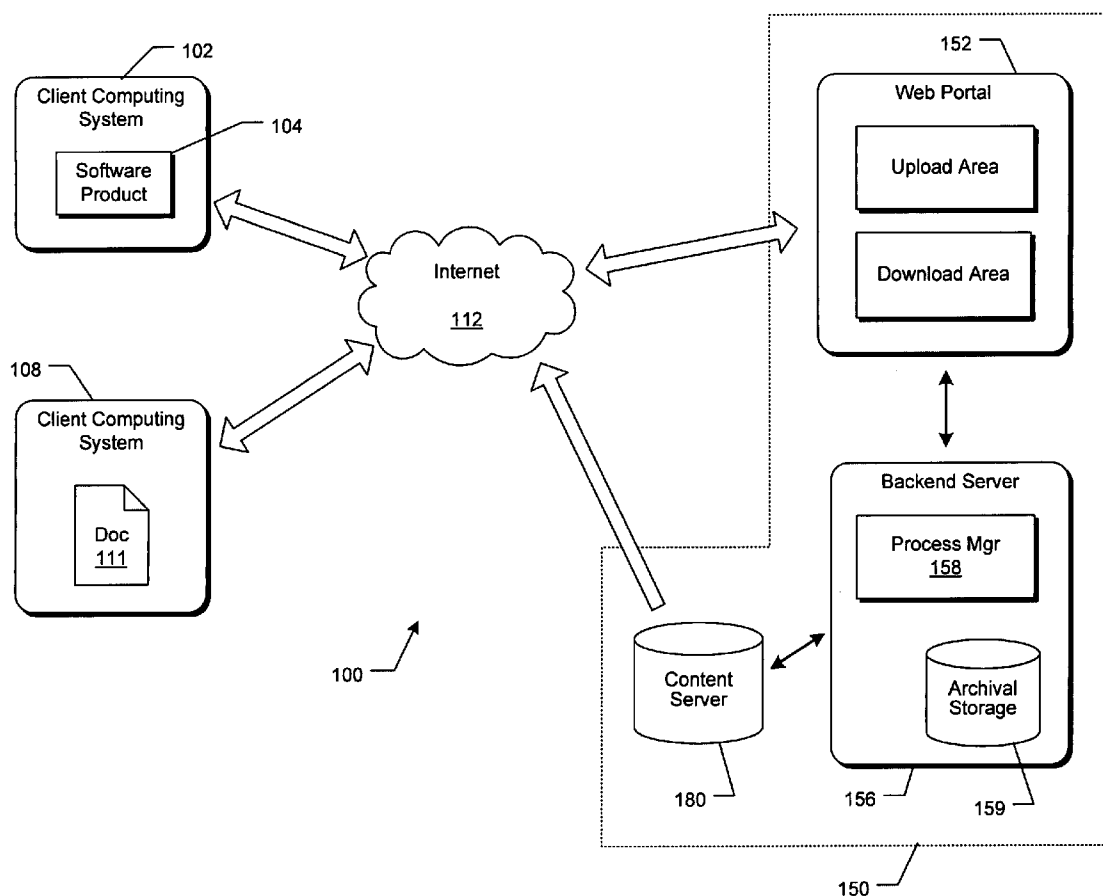 102
Client Computing
System
104
Software
Product
152
Web Portal
Upload Area
Download Area
Internet
112
108
Client Computing
System
Doc
111
Backend Server
Process Mgr
158
100
Content
Server
Archival
Storage
180
156
159
150